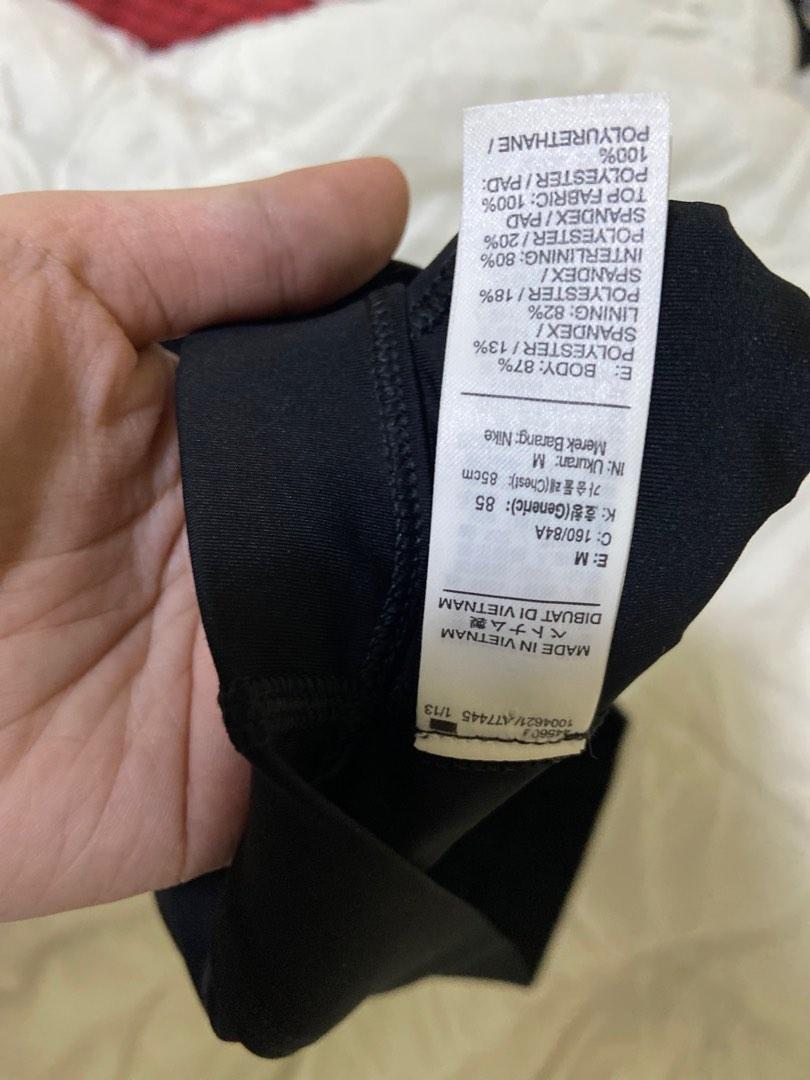 1004621/A77445 1/13
MADE IN VIETNAM
ベトナム製
DIBUAT DI VIETNAM
E: M
C: 160/84A
K: 호칭(Generic): 85
가슴둘레(Chest): 85cm
IN: Ukuran: M
Merek Barang: Nike
E: BODY: 87%
POLYESTER / 13%
SPANDEX /
LINING: 82%
POLYESTER / 18%
SPANDEX /
INTERLINING: 80%
POLYESTER / 20%
SPANDEX / PAD
TOP FABRIC: 100%
POLYESTER / PAD:
100%
POLYURETHANE /